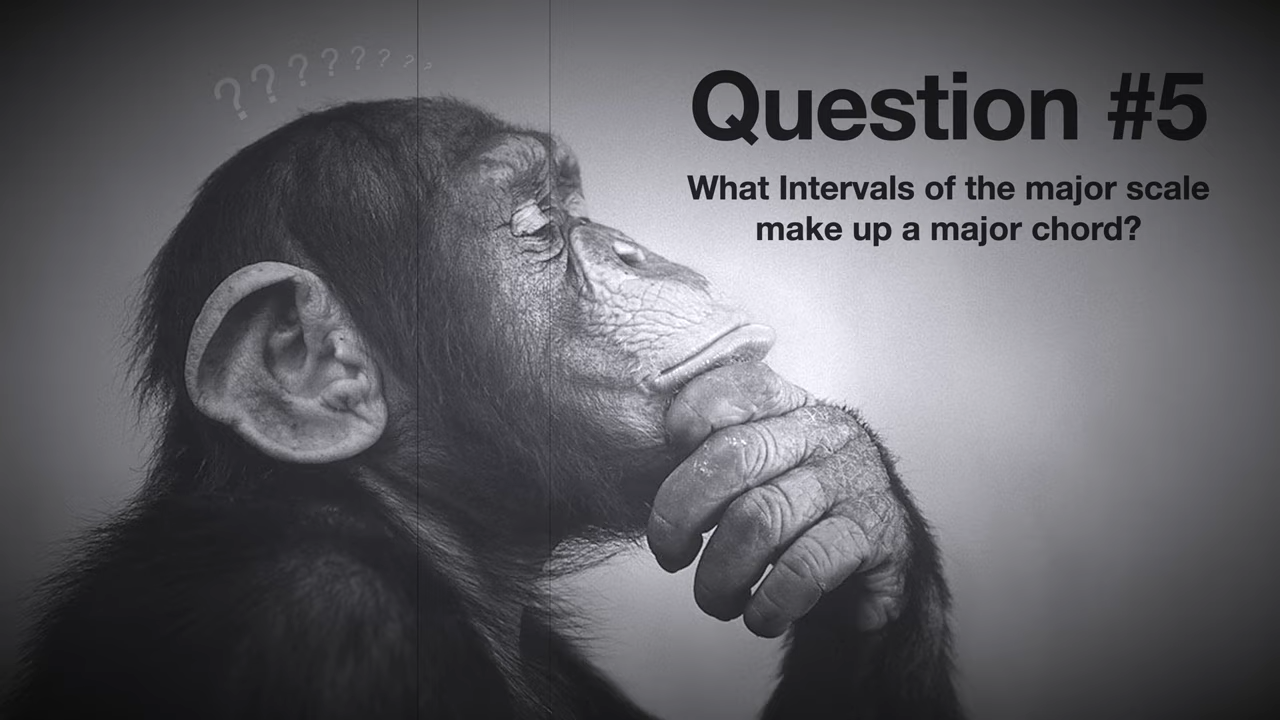 ? ? ? ? ? ? ? ? ?
Question #5
What Intervals of the major scale
make up a major chord?